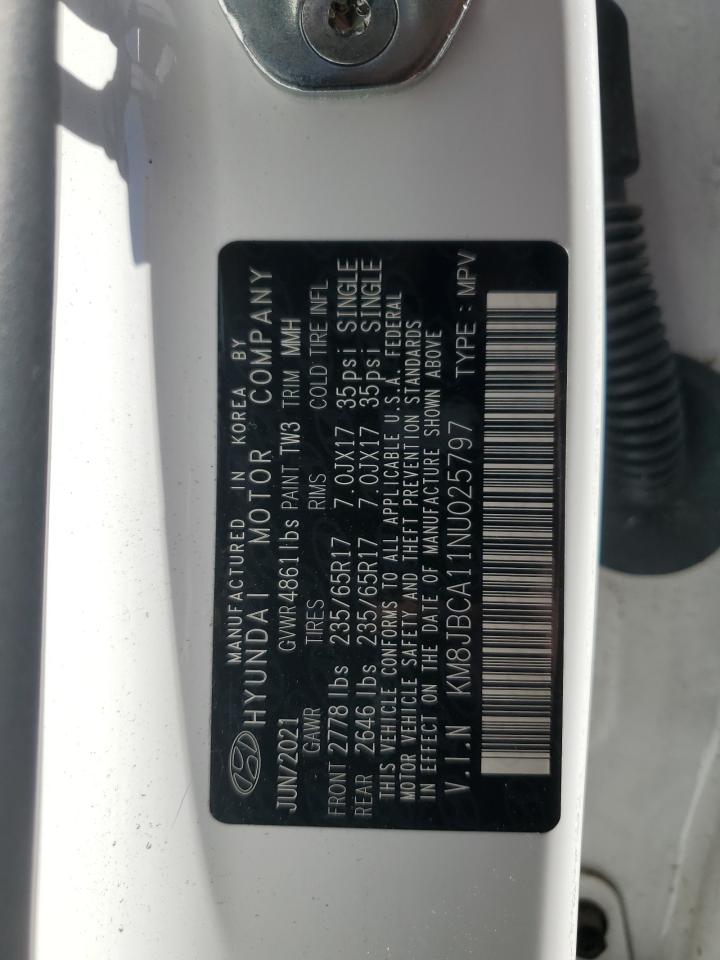 MANUFACTURED IN KOREA BY
HYUNDAI MOTOR COMPANY
JUN/2021 GVWR 4861 lbs PAINT TW3 TRIM MMH
GAWR TIRES RIMS COLD TIRE INFL
FRONT 2778 lbs 235/65R17 7.0JX17 35psi SINGLE
REAR 2646 lbs 235/65R17 7.0JX17 35psi SINGLE
THIS VEHICLE CONFORMS TO ALL APPLICABLE U.S.A. FEDERAL
MOTOR VEHICLE SAFETY AND THEFT PREVENTION STANDARDS
IN EFFECT ON THE DATE OF MANUFACTURE SHOWN ABOVE
V.I.N KM8JBCA11NU025797 TYPE : MPV